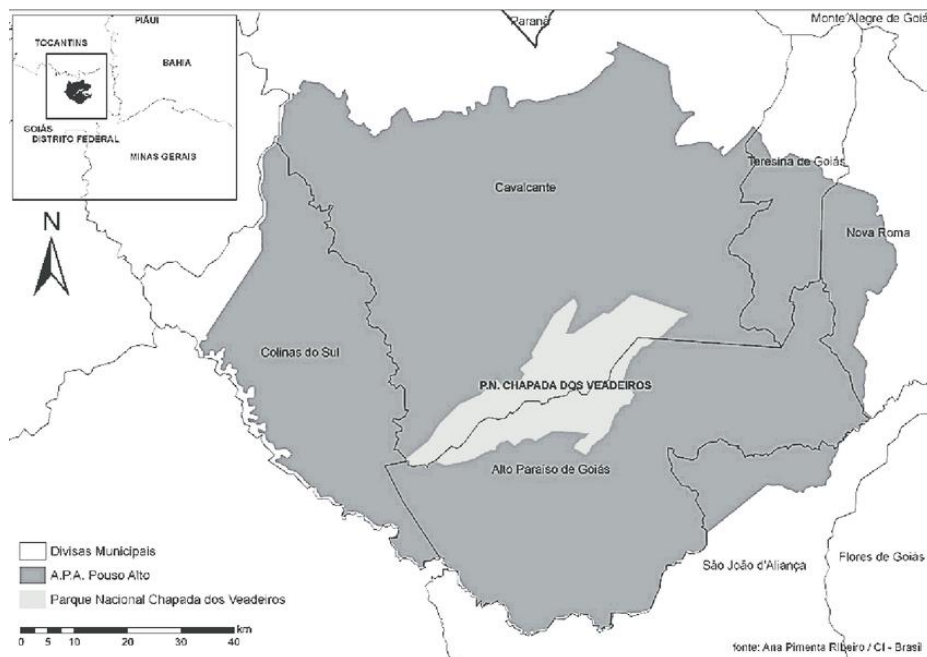 PIAUÍ
TOCANTINS
BAHIA
GOIÁS
DISTRITO FEDERAL
MINAS GERAIS
N
Paranã
Monte Alegre de Goiá
Teresina de Goiás
Cavalcante
Nova Roma
Colinas do Sul
P.N. CHAPADA DOS VEADEIROS
Alto Paraíso de Goiás
São João d'Aliança
Flores de Goiás
Divisas Municipais
A.P.A. Pouso Alto
Parque Nacional Chapada dos Veadeiros
km
0 5 10 20 30 40
fonte: Ana Pimenta Ribeiro / CI - Brasil